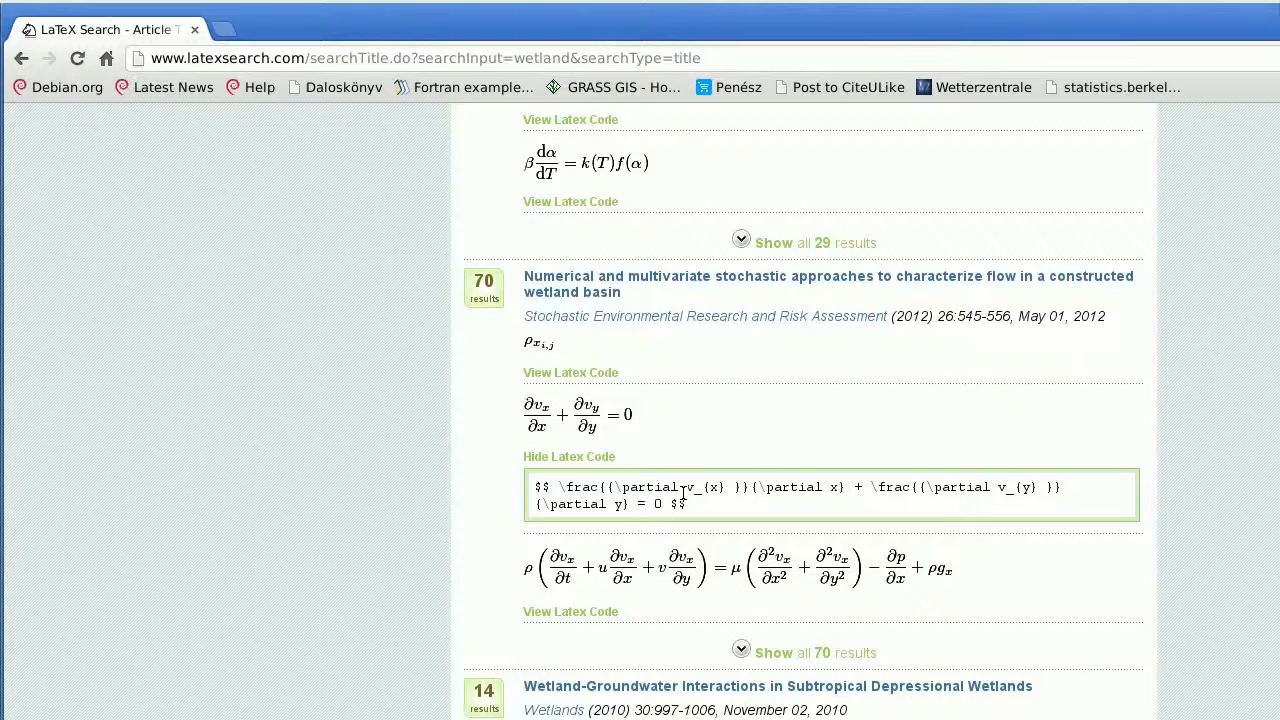 LaTeX Search - Article T
www.latexsearch.com/searchTitle.do?searchInput=wetland&searchType=title
Debian.org Latest News Help Daloskönyv Fortran example... GRASS GIS - Ho... Penész Post to CiteULike Wetterzentrale statistics.berkel...
View Latex Code
β dα/dT = k(T)f(α)
View Latex Code
Show all 29 results
70 results
Numerical and multivariate stochastic approaches to characterize flow in a constructed
wetland basin
Stochastic Environmental Research and Risk Assessment (2012) 26:545-556, May 01, 2012
ρ_{x_{i,j}}
View Latex Code
∂v_x/∂x + ∂v_y/∂y = 0
Hide Latex Code
$$ \frac{{\partial v_{x} }}{\partial x} + \frac{{\partial v_{y} }}
{\partial y} = 0 $$
ρ(∂v_x/∂t + u ∂v_x/∂x + v ∂v_x/∂y) = μ(∂²v_x/∂x² + ∂²v_x/∂y²) − ∂p/∂x + ρg_x
View Latex Code
Show all 70 results
14 results
Wetland-Groundwater Interactions in Subtropical Depressional Wetlands
Wetlands (2010) 30:997-1006, November 02, 2010